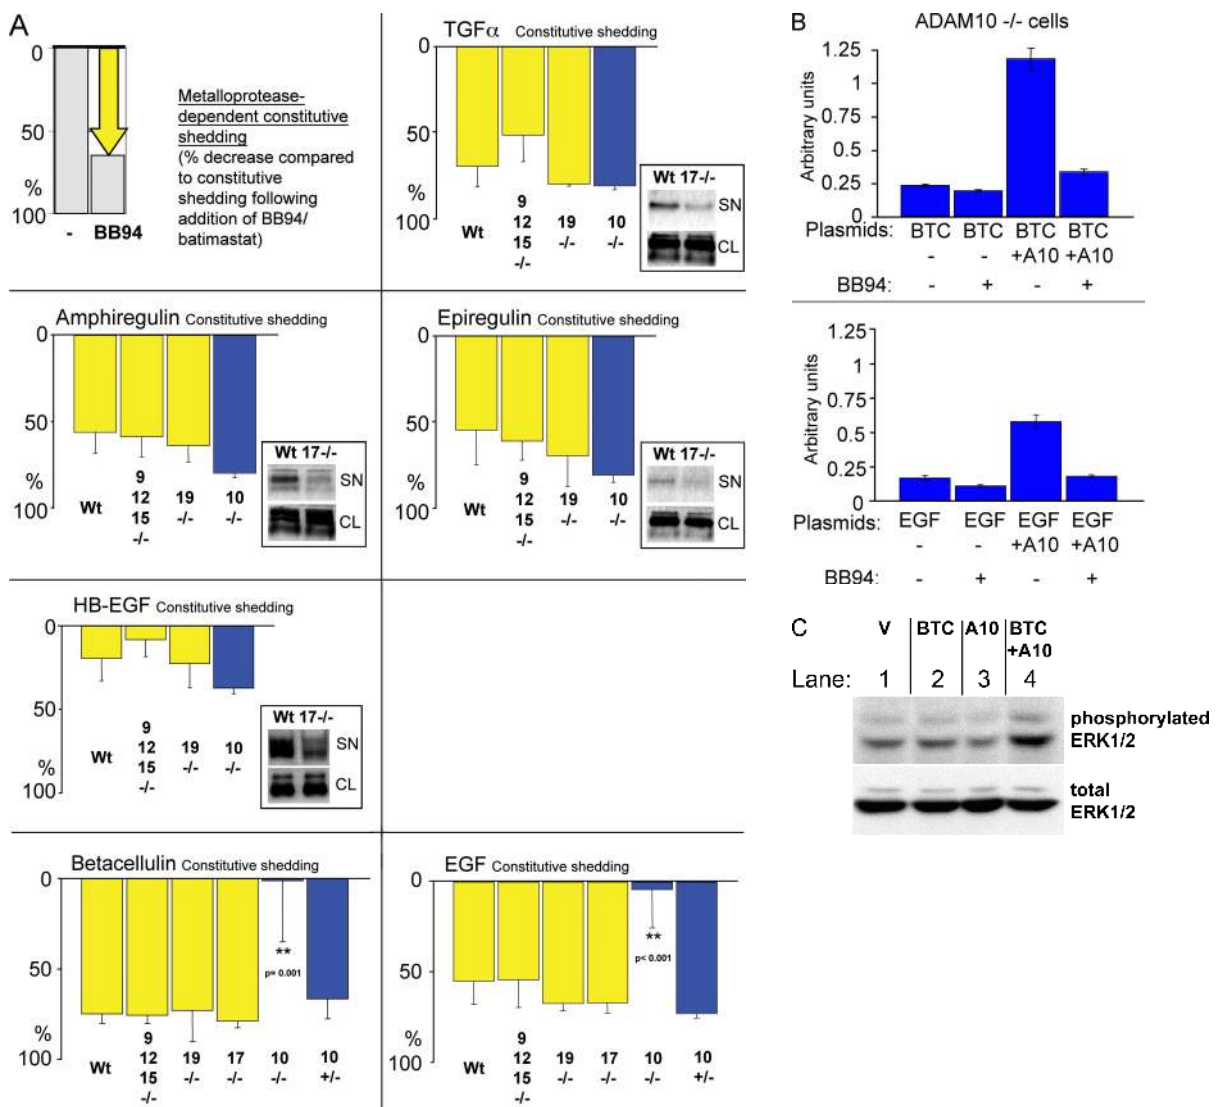 A
0
50
%
100
-
BB94
Metalloprotease-
dependent constitutive
shedding
(% decrease compared
to constitutive
shedding following
addition of BB94/
batimastat)
TGFα Constitutive shedding
0
50
%
100
Wt
9
12
15
-/-
19
-/-
10
-/-
Wt 17-/-
SN
CL
Amphiregulin Constitutive shedding
0
50
%
100
Wt
9
12
15
-/-
19
-/-
10
-/-
Wt 17-/-
SN
CL
Epiregulin Constitutive shedding
0
50
%
100
Wt
9
12
15
-/-
19
-/-
10
-/-
Wt 17-/-
SN
CL
HB-EGF Constitutive shedding
0
50
%
100
Wt
9
12
15
-/-
19
-/-
10
-/-
Wt 17-/-
SN
CL
Betacellulin Constitutive shedding
0
50
%
100
Wt
9
12
15
-/-
19
-/-
17
-/-
**
p= 0.001
10
-/-
10
+/-
EGF Constitutive shedding
0
50
%
100
Wt
9
12
15
-/-
19
-/-
17
-/-
**
p< 0.001
10
-/-
10
+/-
B
ADAM10 -/- cells
Arbitrary units
1.25
1
0.75
0.5
0.25
0
Plasmids: BTC BTC BTC BTC
- - +A10 +A10
BB94: - + - +
Arbitrary units
1.25
1
0.75
0.5
0.25
0
Plasmids: EGF EGF EGF EGF
- - +A10 +A10
BB94: - + - +
C
V BTC A10 BTC
+A10
Lane: 1 2 3 4
phosphorylated
ERK1/2
total
ERK1/2